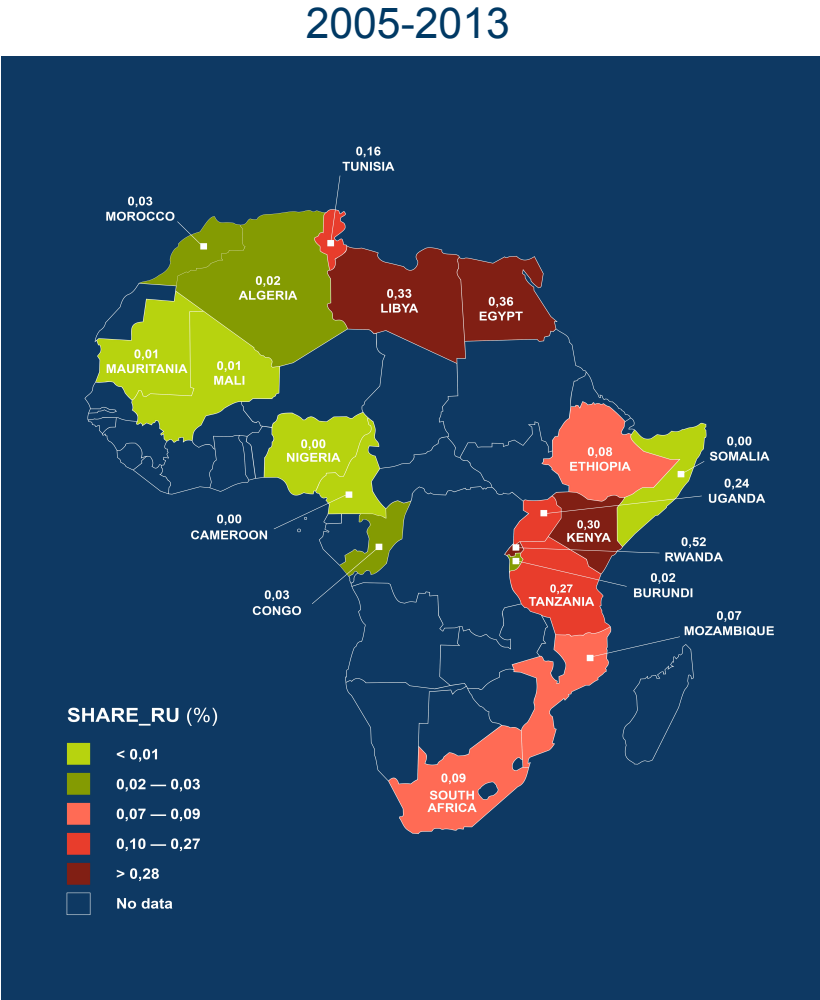 2005-2013
0,16
TUNISIA
0,03
MOROCCO
0,02
ALGERIA
0,33
LIBYA
0,36
EGYPT
0,01
MAURITANIA
0,01
MALI
0,00
NIGERIA
0,08
ETHIOPIA
0,00
SOMALIA
0,24
UGANDA
0,00
CAMEROON
0,30
KENYA
0,52
RWANDA
0,03
CONGO
0,27
TANZANIA
0,02
BURUNDI
0,07
MOZAMBIQUE
0,09
SOUTH
AFRICA
SHARE_RU (%)
< 0,01
0,02 — 0,03
0,07 — 0,09
0,10 — 0,27
> 0,28
No data